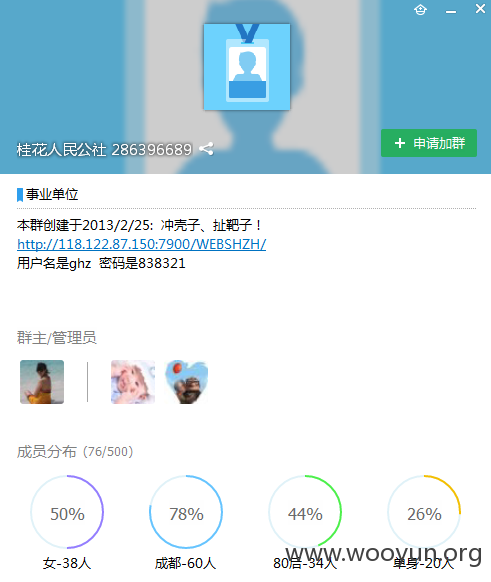 桂花人民公社 286396689
申请加群
事业单位
本群创建于2013/2/25: 冲壳子、扯靶子！
http://118.122.87.150:7900/WEBSHZH/
用户名是ghz 密码是838321
群主/管理员
成员分布 (76/500)
50% 78% 44% 26%
女-38人 成都-60人 80后-34人 单身-20人
www.wooyun.org